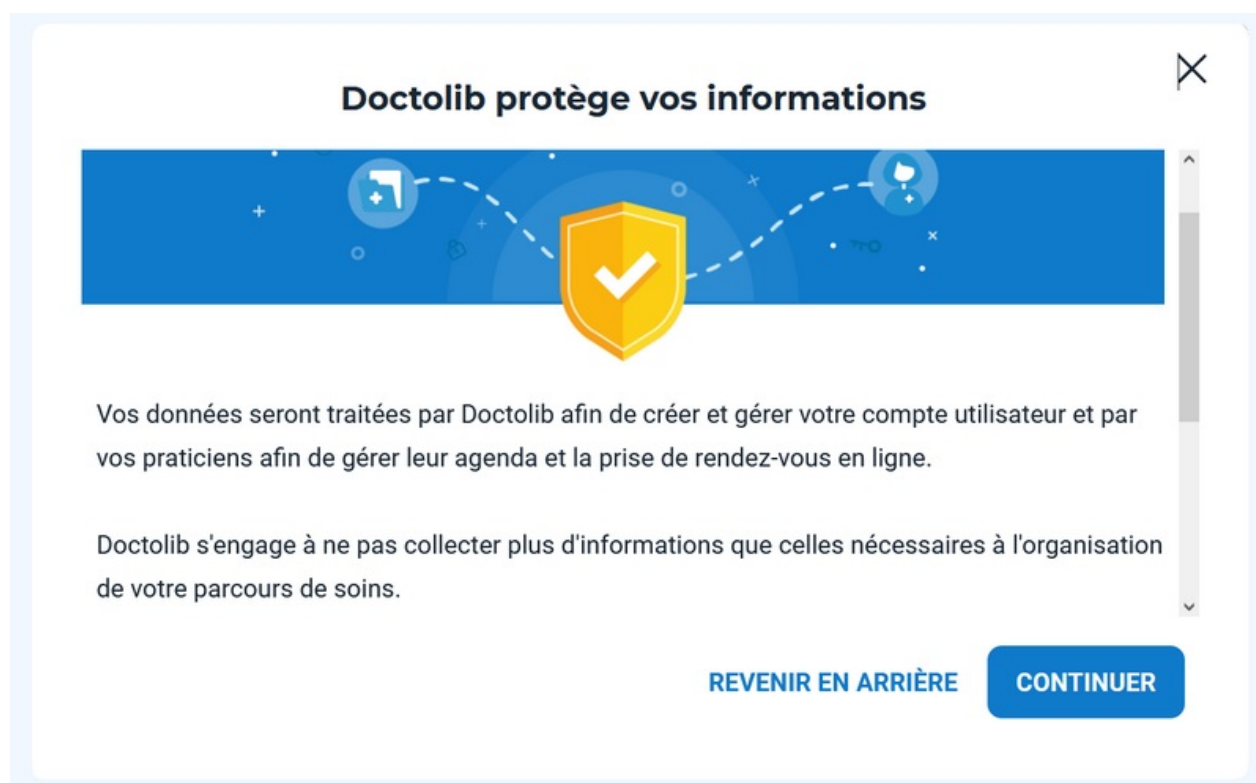 Doctolib protège vos informations
Vos données seront traitées par Doctolib afin de créer et gérer votre compte utilisateur et par
vos praticiens afin de gérer leur agenda et la prise de rendez-vous en ligne.
Doctolib s'engage à ne pas collecter plus d'informations que celles nécessaires à l'organisation
de votre parcours de soins.
REVENIR EN ARRIÈRE CONTINUER